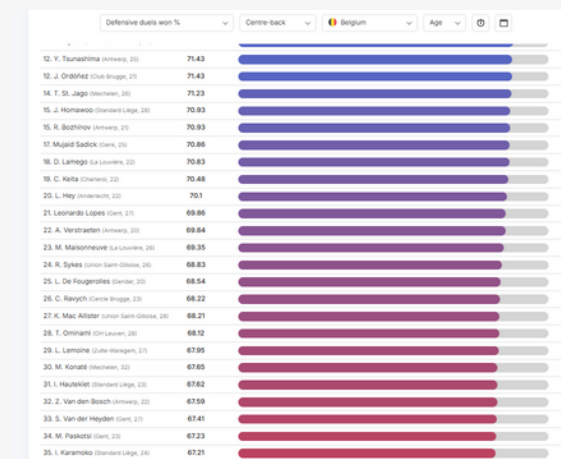 Defensive duels won % Centre-back Belgium Age
12. Y. Tsunashima (Antwerp, 25) 71.43
12. J. Ordóñez (Club Brugge, 21) 71.43
14. T. St. Jago (Mechelen, 26) 71.23
15. J. Homawoo (Standard Liège, 28) 70.93
15. R. Bozhinov (Antwerp, 21) 70.93
17. Mujaid Sadick (Genk, 25) 70.86
18. D. Lamego (La Louvière, 22) 70.83
19. C. Keita (Charleroi, 22) 70.48
20. L. Hey (Anderlecht, 22) 70.1
21. Leonardo Lopes (Gent, 27) 69.86
22. A. Verstraeten (Antwerp, 20) 69.84
23. M. Maisonneuve (La Louvière, 26) 69.35
24. R. Sykes (Union Saint-Gilloise, 26) 68.83
25. L. De Fougerolles (Dender, 20) 68.54
26. C. Ravych (Cercle Brugge, 23) 68.22
27. K. Mac Allister (Union Saint-Gilloise, 28) 68.21
28. T. Ominami (OH Leuven, 28) 68.12
29. L. Lemoine (Zulte-Waregem, 27) 67.95
30. M. Konaté (Mechelen, 32) 67.65
31. I. Hautekiet (Standard Liège, 23) 67.62
32. Z. Van den Bosch (Antwerp, 22) 67.59
33. S. Van der Heyden (Gent, 27) 67.41
34. M. Paskotsi (Gent, 23) 67.23
35. I. Karamoko (Standard Liège, 24) 67.21